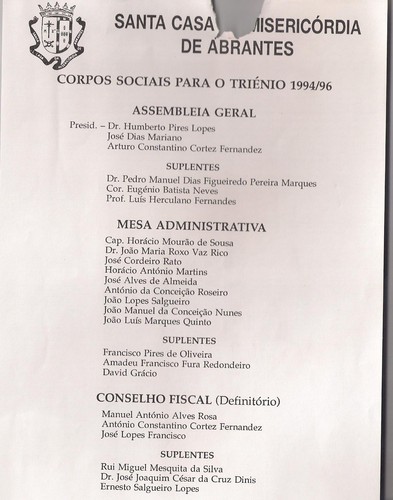 SANTA CASA MISERICÓRDIA
DE ABRANTES
CORPOS SOCIAIS PARA O TRIÉNIO 1994/96
ASSEMBLEIA GERAL
Presid. – Dr. Humberto Pires Lopes
José Dias Mariano
Arturo Constantino Cortez Fernandez
SUPLENTES
Dr. Pedro Manuel Dias Figueiredo Pereira Marques
Cor. Eugénio Batista Neves
Prof. Luís Herculano Fernandes
MESA ADMINISTRATIVA
Cap. Horácio Mourão de Sousa
Dr. João Maria Roxo Vaz Rico
José Cordeiro Rato
Horácio António Martins
José Alves de Almeida
António da Conceição Roseiro
João Lopes Salgueiro
João Manuel da Conceição Nunes
João Luís Marques Quinto
SUPLENTES
Francisco Pires de Oliveira
Amadeu Francisco Fura Redondeiro
David Grácio
CONSELHO FISCAL (Definitório)
Manuel António Alves Rosa
António Constantino Cortez Fernandez
José Lopes Francisco
SUPLENTES
Rui Miguel Mesquita da Silva
Dr. José Joaquim César da Cruz Dinis
Ernesto Salgueiro Lopes